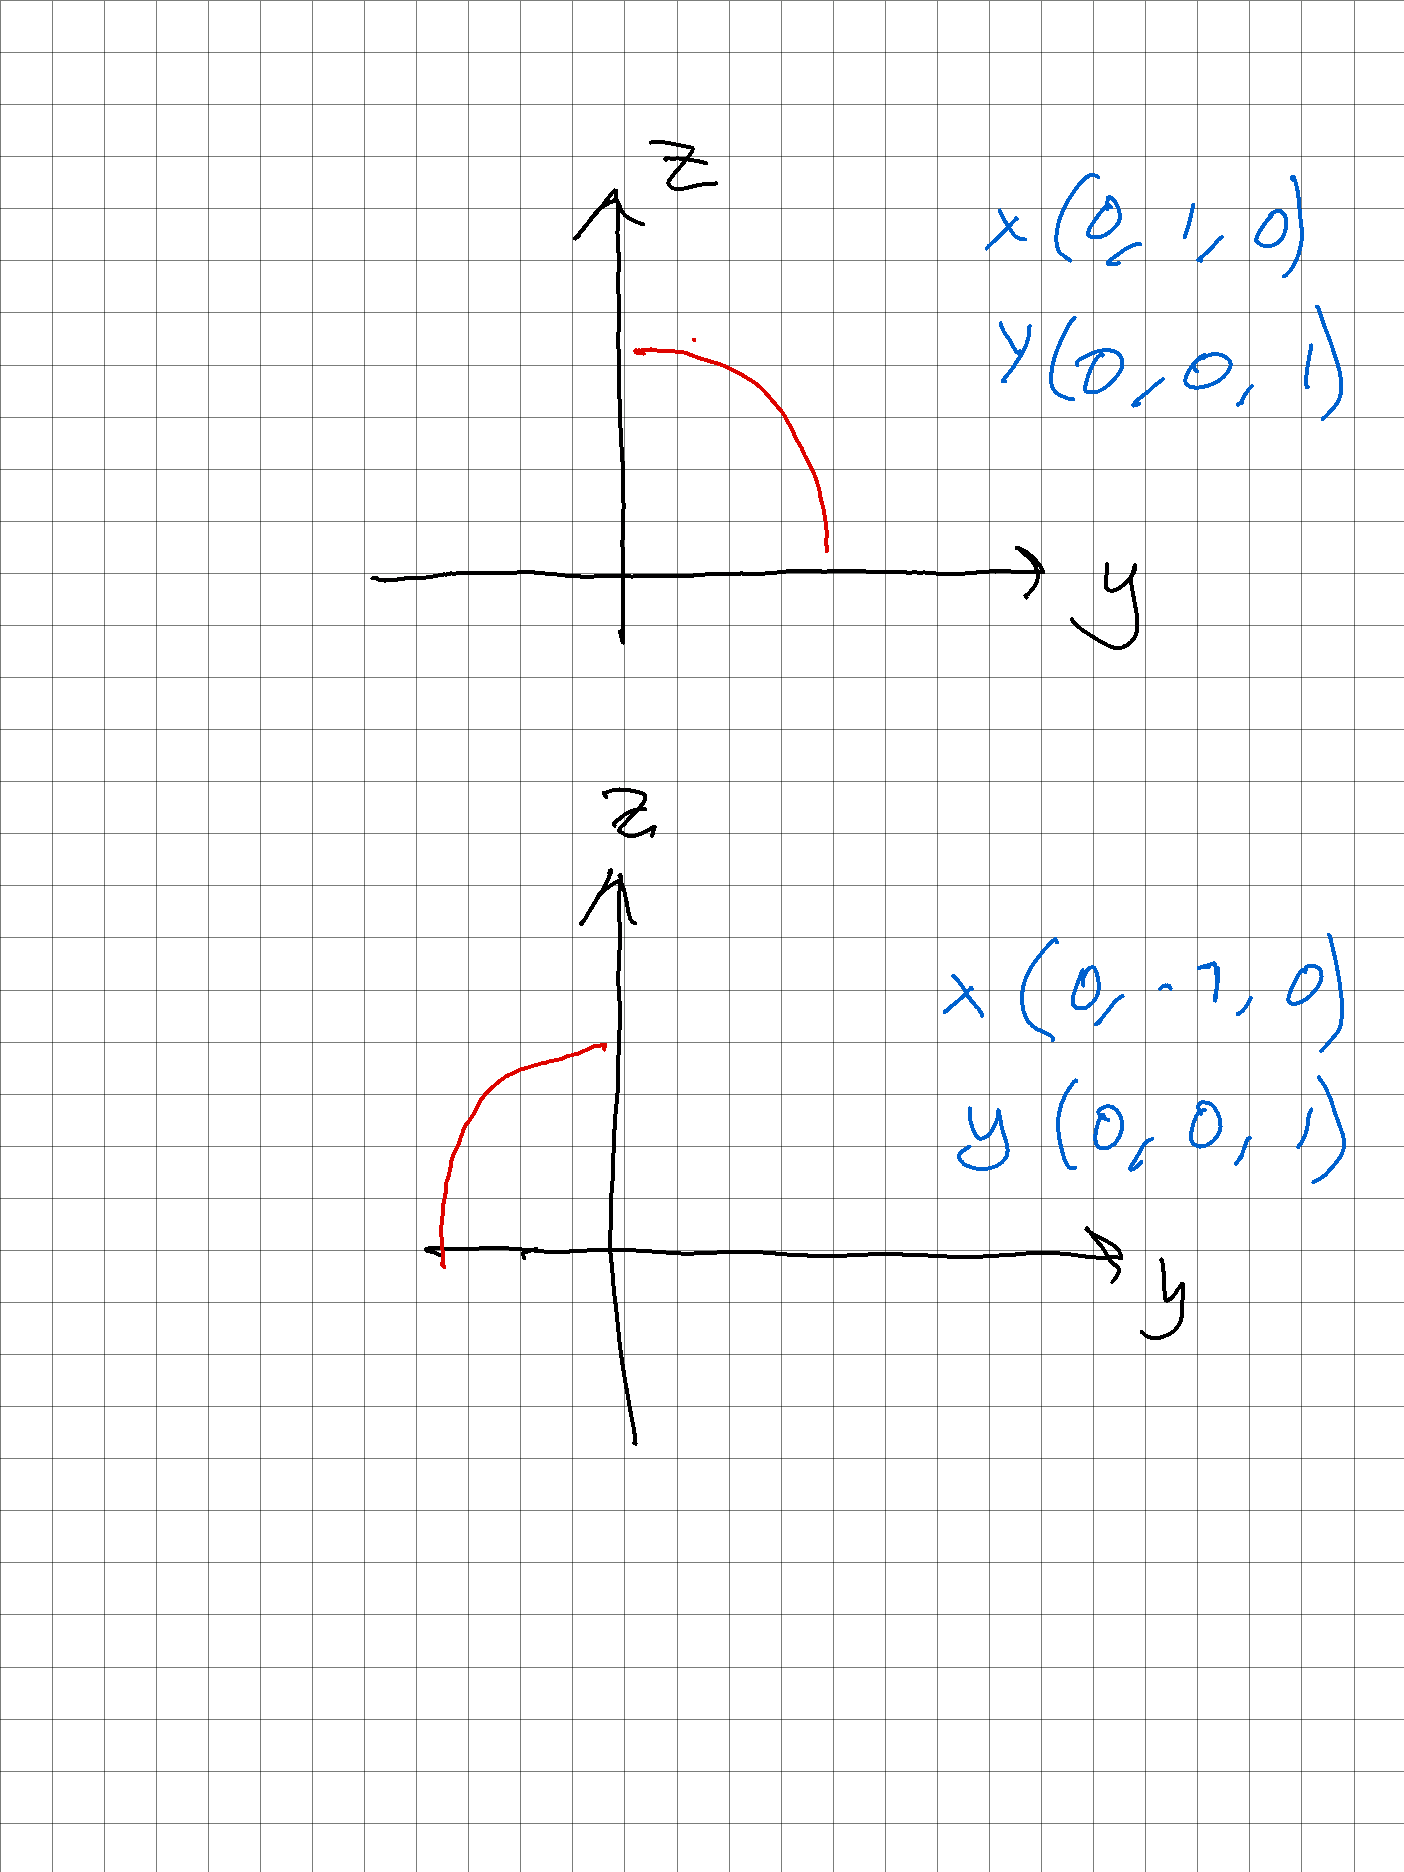 z
x (0, 1, 0)
y (0, 0, 1)
y
z
x (0, -1, 0)
y (0, 0, 1)
y